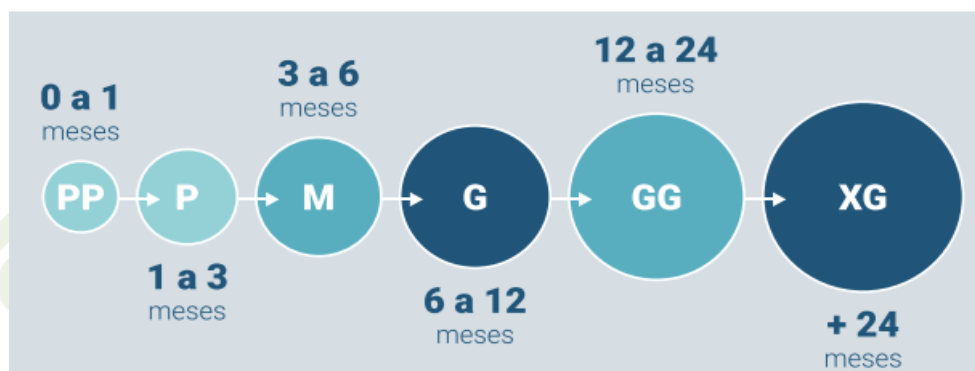 0 a 1
meses
PP
P
1 a 3
meses
3 a 6
meses
M
G
6 a 12
meses
12 a 24
meses
GG
XG
+ 24
meses